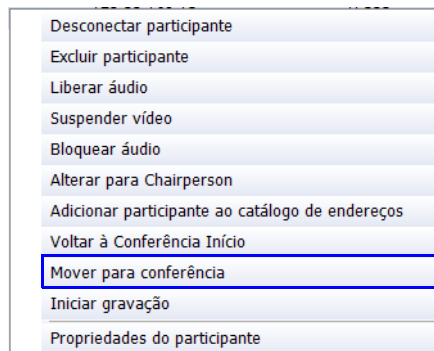 Desconectar participante
Excluir participante
Liberar áudio
Suspender vídeo
Bloquear áudio
Alterar para Chairperson
Adicionar participante ao catálogo de endereços
Voltar à Conferência Início
Mover para conferência
Iniciar gravação
Propriedades do participante